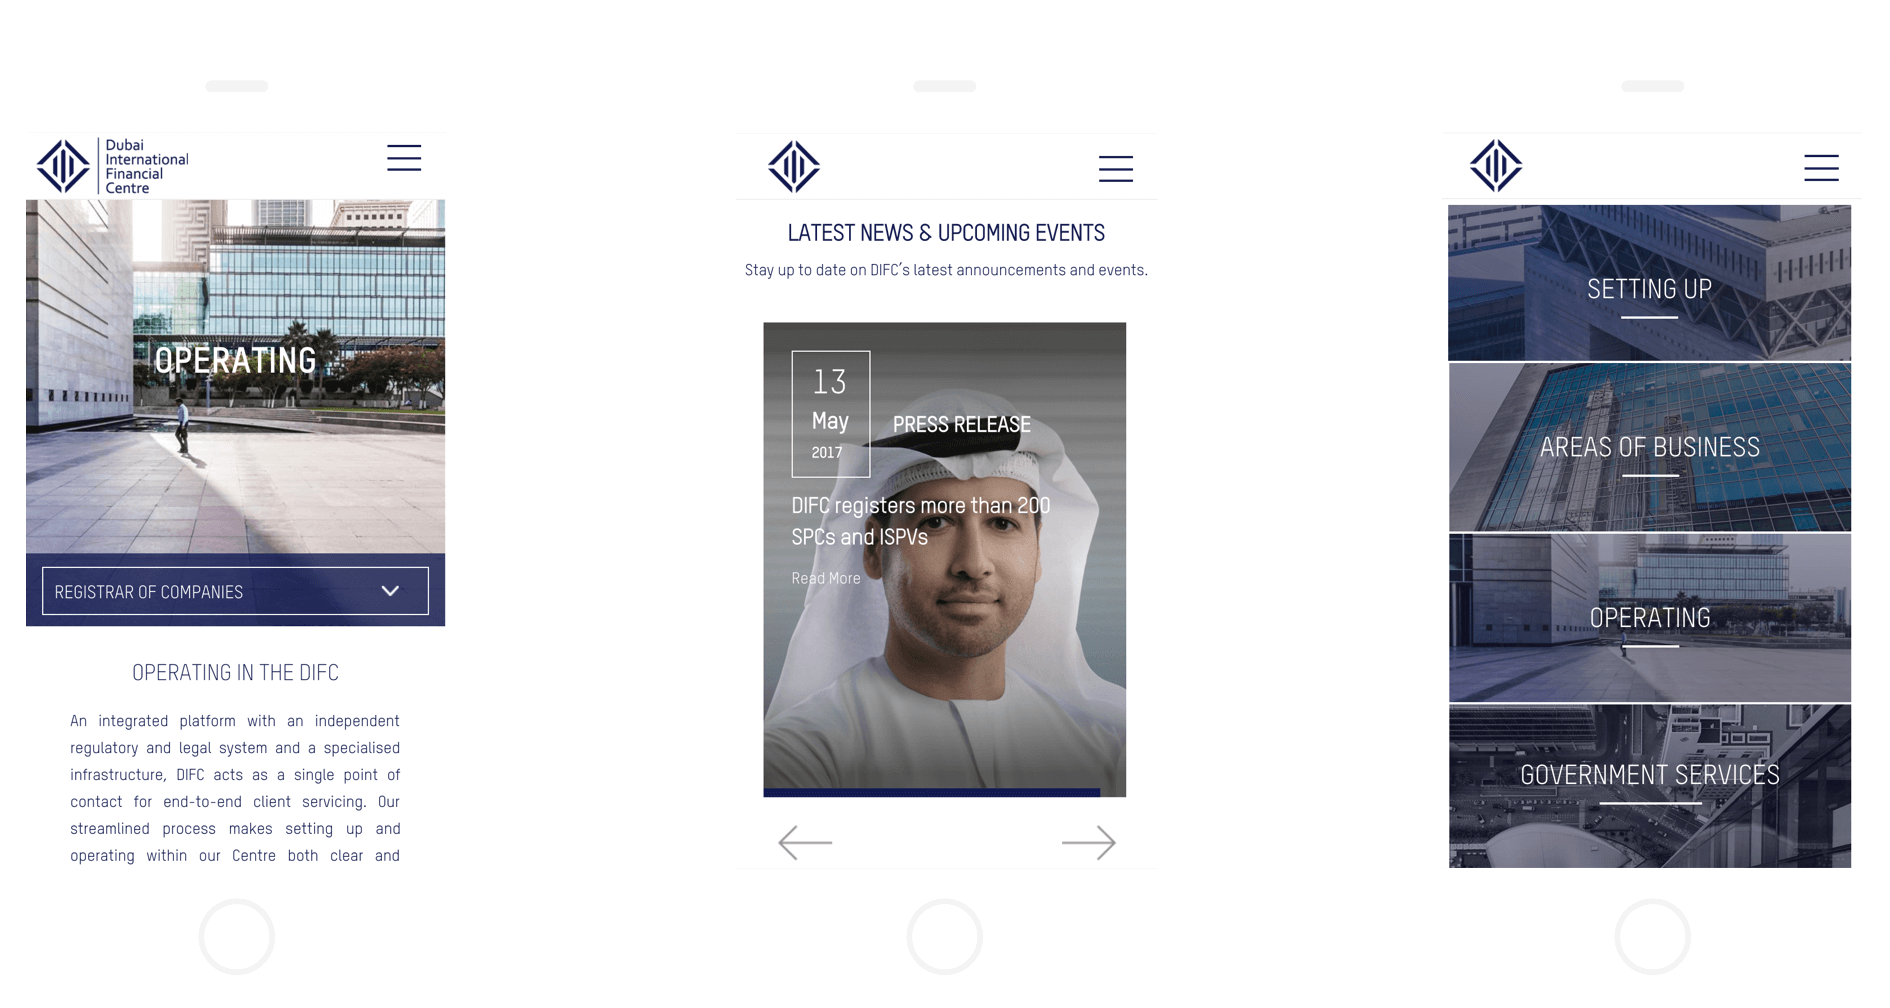 Dubai
International
Financial
Centre
OPERATING
REGISTRAR OF COMPANIES
OPERATING IN THE DIFC
An integrated platform with an independent
regulatory and legal system and a specialised
infrastructure, DIFC acts as a single point of
contact for end-to-end client servicing. Our
streamlined process makes setting up and
operating within our Centre both clear and
LATEST NEWS & UPCOMING EVENTS
Stay up to date on DIFC's latest announcements and events.
13
May
2017
PRESS RELEASE
DIFC registers more than 200
SPCs and ISPVs
Read More
SETTING UP
AREAS OF BUSINESS
OPERATING
GOVERNMENT SERVICES